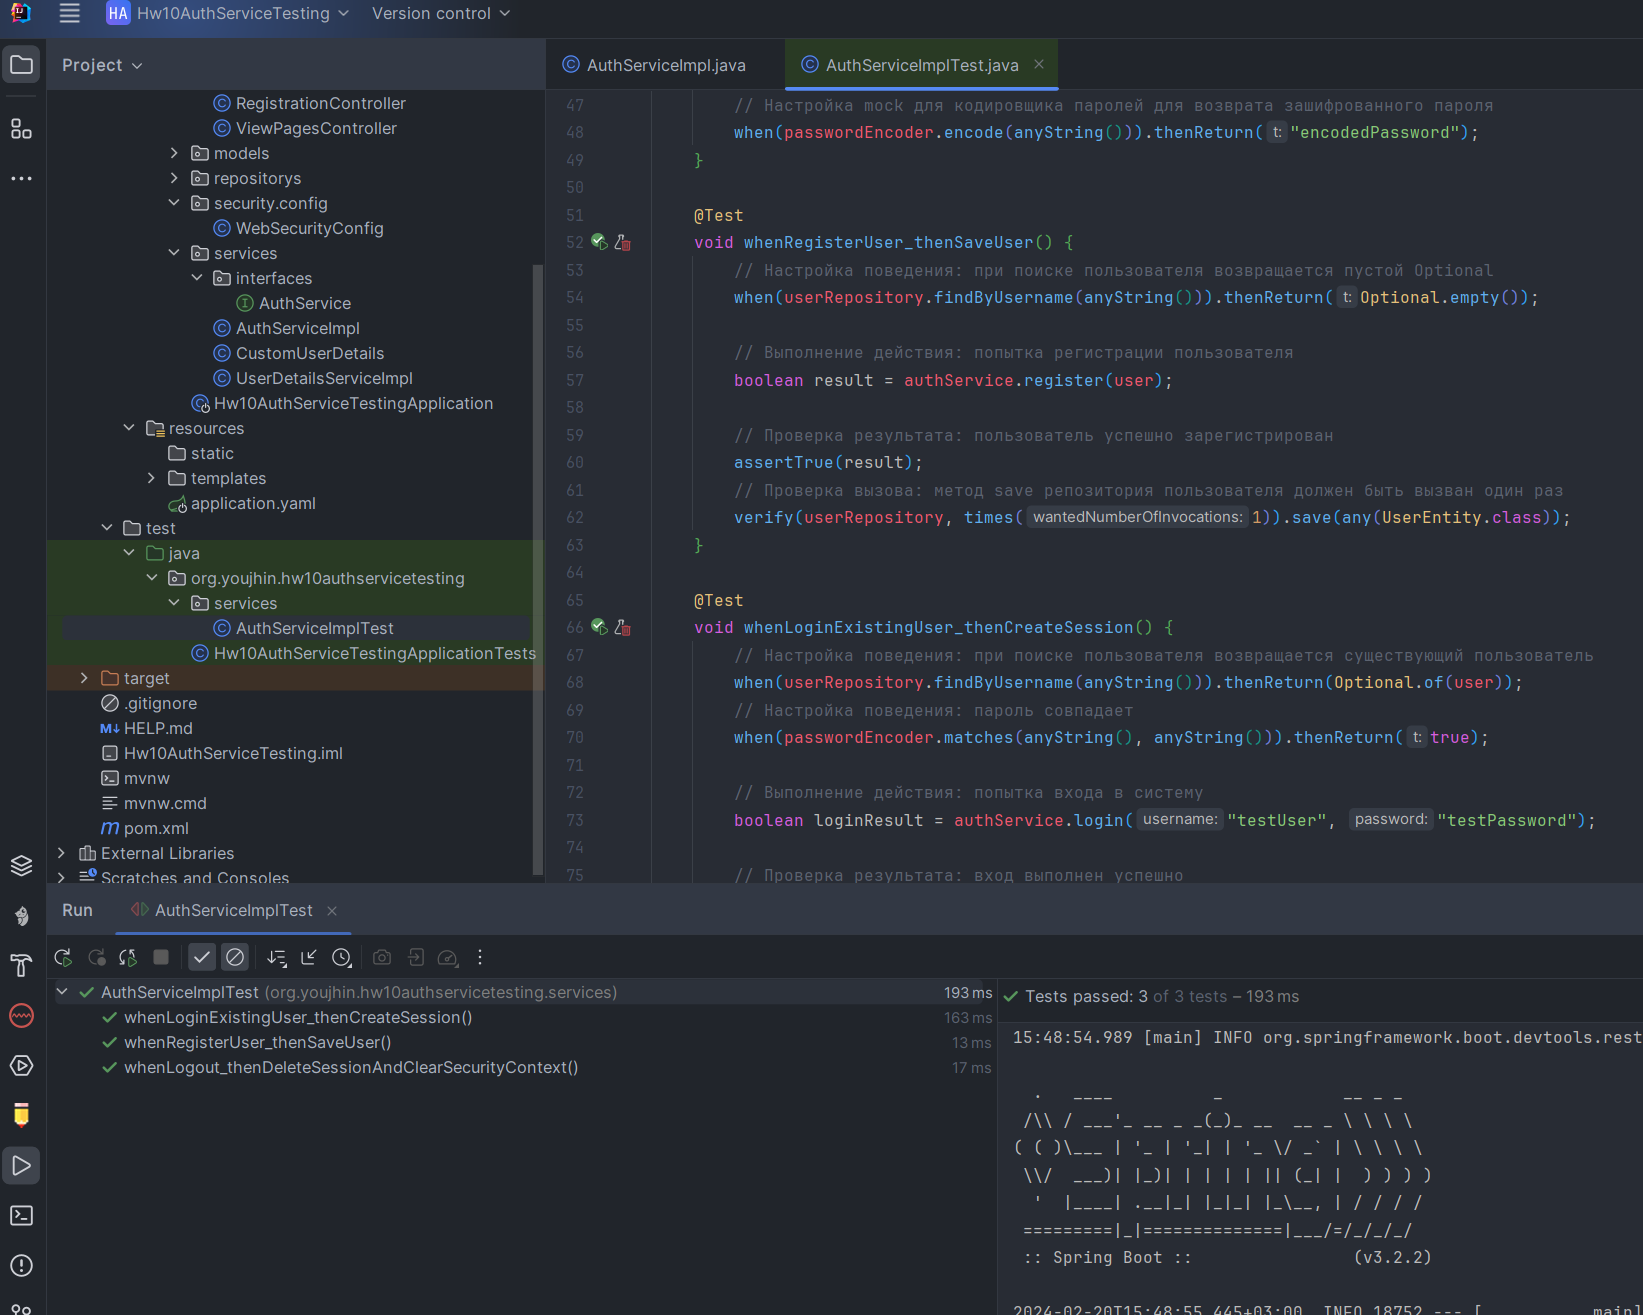 HA Hw10AuthServiceTesting Version control
Project
RegistrationController
ViewPagesController
models
repositorys
security.config
WebSecurityConfig
services
interfaces
AuthService
AuthServiceImpl
CustomUserDetails
UserDetailsServiceImpl
Hw10AuthServiceTestingApplication
resources
static
templates
application.yaml
test
java
org.youjhin.hw10authservicetesting
services
AuthServiceImplTest
Hw10AuthServiceTestingApplicationTests
target
.gitignore
HELP.md
Hw10AuthServiceTesting.iml
mvnw
mvnw.cmd
pom.xml
External Libraries
Scratches and Consoles
AuthServiceImpl.java AuthServiceImplTest.java
47 // Настройка mock для кодировщика паролей для возврата зашифрованного пароля
48 when(passwordEncoder.encode(anyString())).thenReturn( t: "encodedPassword");
49 }
50
51 @Test
52 void whenRegisterUser_thenSaveUser() {
53 // Настройка поведения: при поиске пользователя возвращается пустой Optional
54 when(userRepository.findByUsername(anyString())).thenReturn( t: Optional.empty());
55
56 // Выполнение действия: попытка регистрации пользователя
57 boolean result = authService.register(user);
58
59 // Проверка результата: пользователь успешно зарегистрирован
60 assertTrue(result);
61 // Проверка вызова: метод save репозитория пользователя должен быть вызван один раз
62 verify(userRepository, times( wantedNumberOfInvocations: 1)).save(any(UserEntity.class));
63 }
64
65 @Test
66 void whenLoginExistingUser_thenCreateSession() {
67 // Настройка поведения: при поиске пользователя возвращается существующий пользователь
68 when(userRepository.findByUsername(anyString())).thenReturn(Optional.of(user));
69 // Настройка поведения: пароль совпадает
70 when(passwordEncoder.matches(anyString(), anyString())).thenReturn( t: true);
71
72 // Выполнение действия: попытка входа в систему
73 boolean loginResult = authService.login( username: "testUser", password: "testPassword");
74
75 // Проверка результата: вход выполнен успешно
Run AuthServiceImplTest
AuthServiceImplTest (org.youjhin.hw10authservicetesting.services) 193 ms
whenLoginExistingUser_thenCreateSession() 163 ms
whenRegisterUser_thenSaveUser() 13 ms
whenLogout_thenDeleteSessionAndClearSecurityContext() 17 ms
Tests passed: 3 of 3 tests – 193 ms
15:48:54.989 [main] INFO org.springframework.boot.devtools.rest
  .   ____          _            __ _ _
 /\\ / ___'_ __ _ _(_)_ __  __ _ \ \ \ \
( ( )\___ | '_ | '_| | '_ \/ _` | \ \ \ \
 \\/  ___)| |_)| | | | | || (_| |  ) ) ) )
  '  |____| .__|_| |_|_| |_\__, | / / / /
 =========|_|==============|___/=/_/_/_/
 :: Spring Boot ::                (v3.2.2)
2024-02-20T15:48:55.445+03:00 INFO 18752 --- [ main]